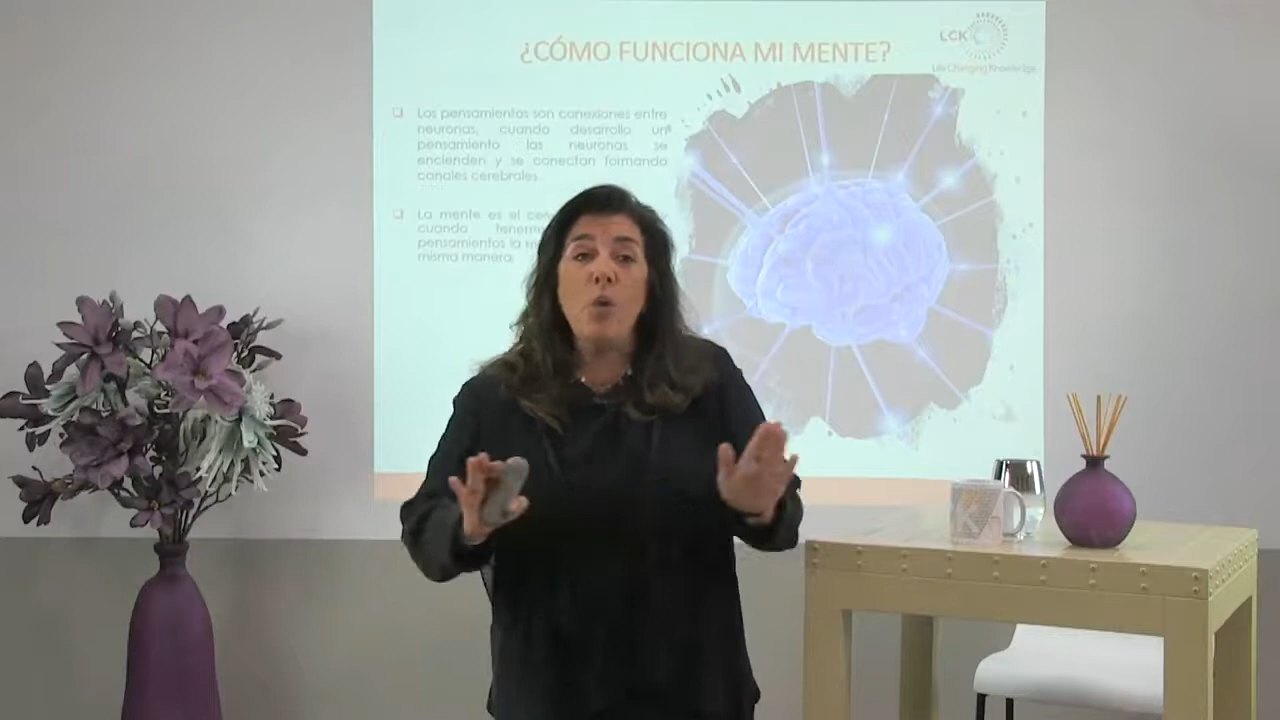 ¿CÓMO FUNCIONA MI MENTE?
LCK
Life Changing Knowledge
Los pensamientos son conexiones entre
neuronas, cuando desarrollo un
pensamiento las neuronas se
encienden y se conectan formando
canales cerebrales.
La mente es el
cuando
pensamientos la
misma manera.